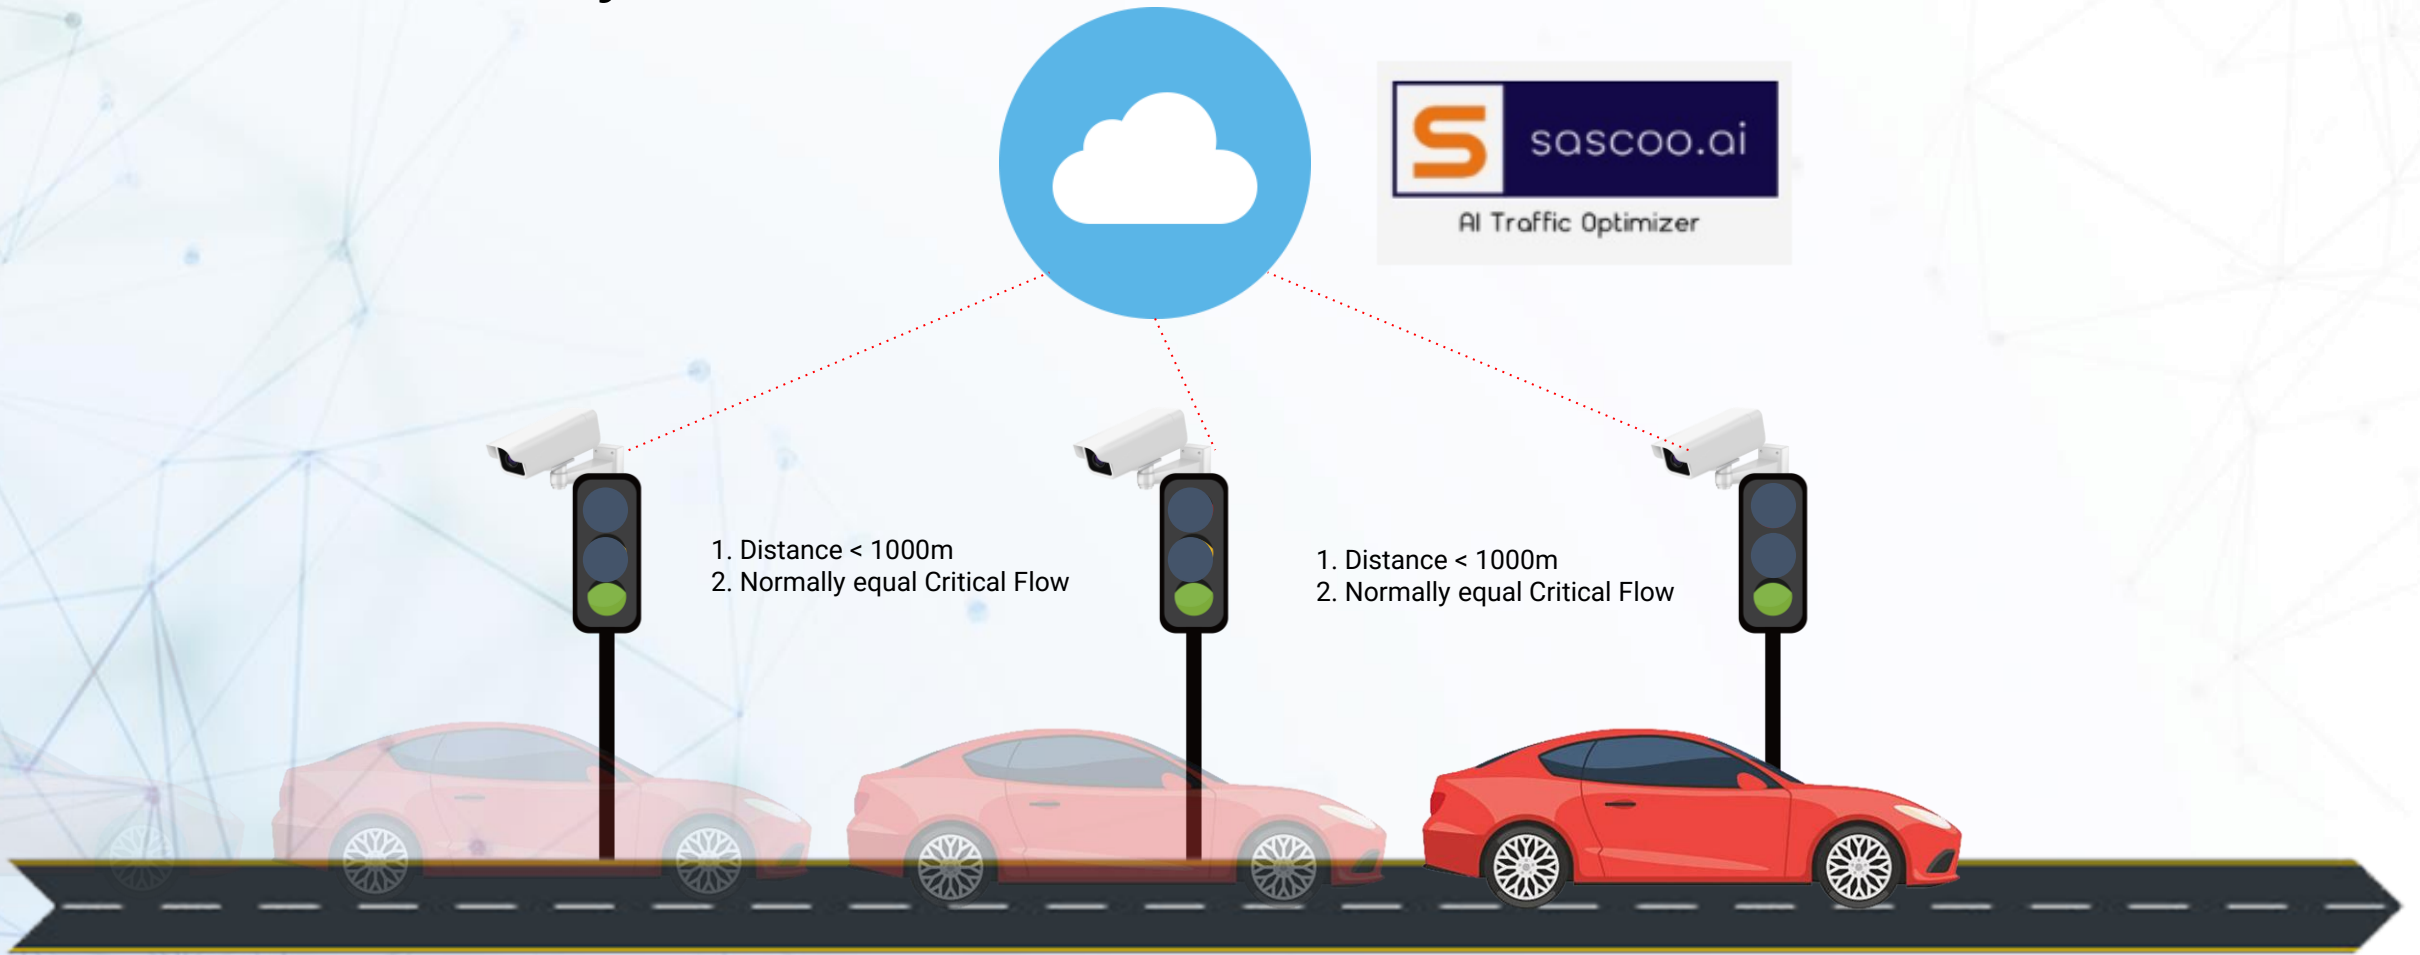 sascoo.ai
AI Traffic Optimizer
1. Distance < 1000m
2. Normally equal Critical Flow
1. Distance < 1000m
2. Normally equal Critical Flow